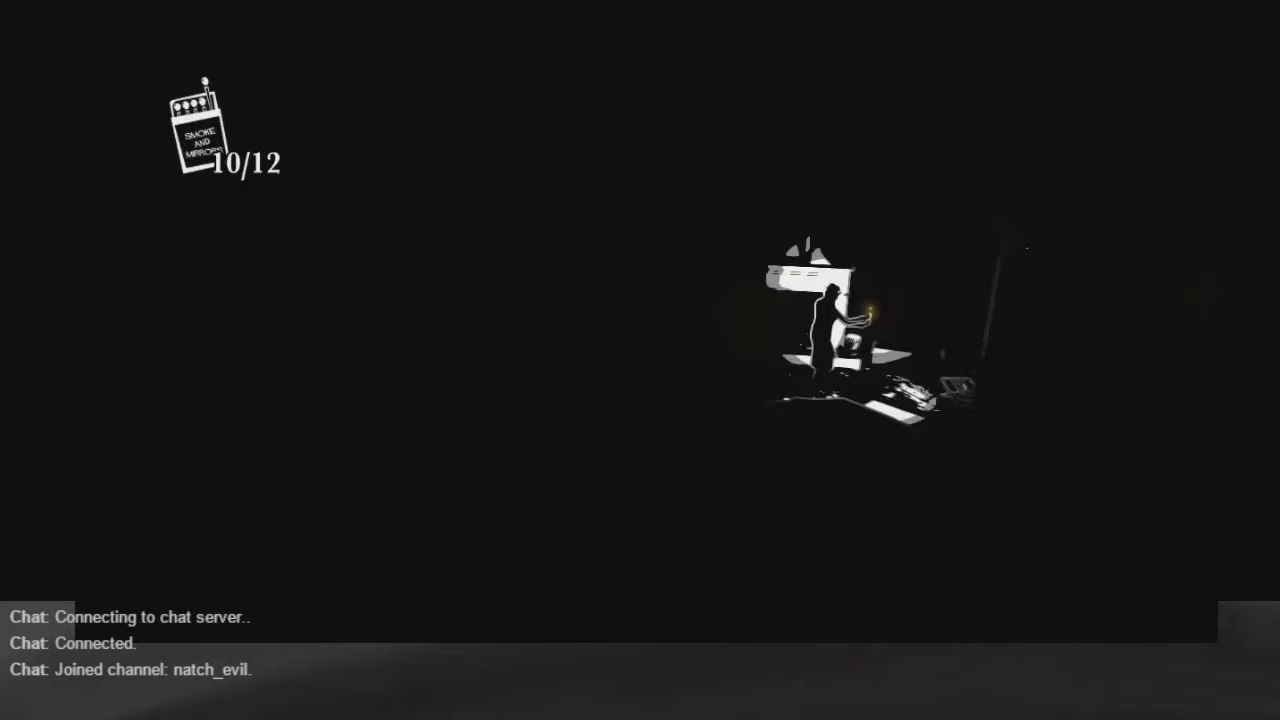 SMOKE
AND
MIRRORS
10/12
Chat: Connecting to chat server..
Chat: Connected.
Chat: Joined channel: natch_evil.